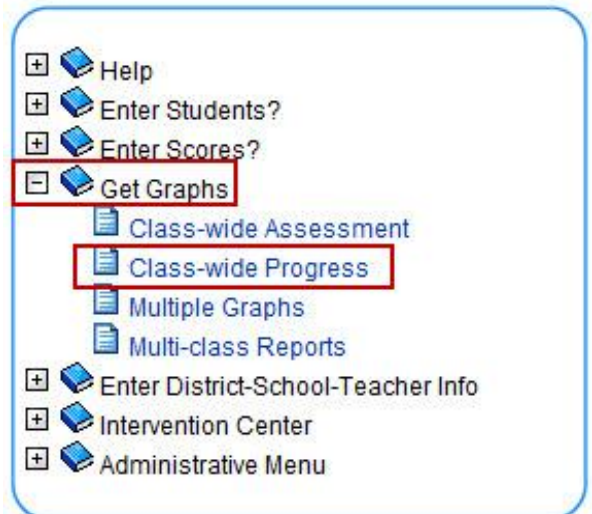 Help
Enter Students?
Enter Scores?
Get Graphs
Class-wide Assessment
Class-wide Progress
Multiple Graphs
Multi-class Reports
Enter District-School-Teacher Info
Intervention Center
Administrative Menu